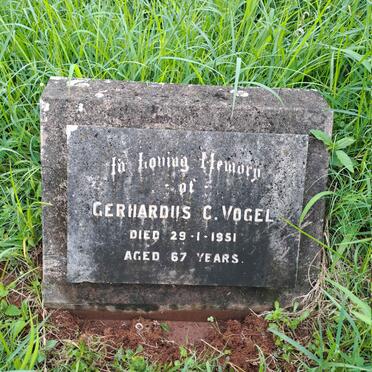 In Loving Memory
of
GERHARDUS C. VOGEL
DIED 29-1-1951
AGED 67 YEARS.